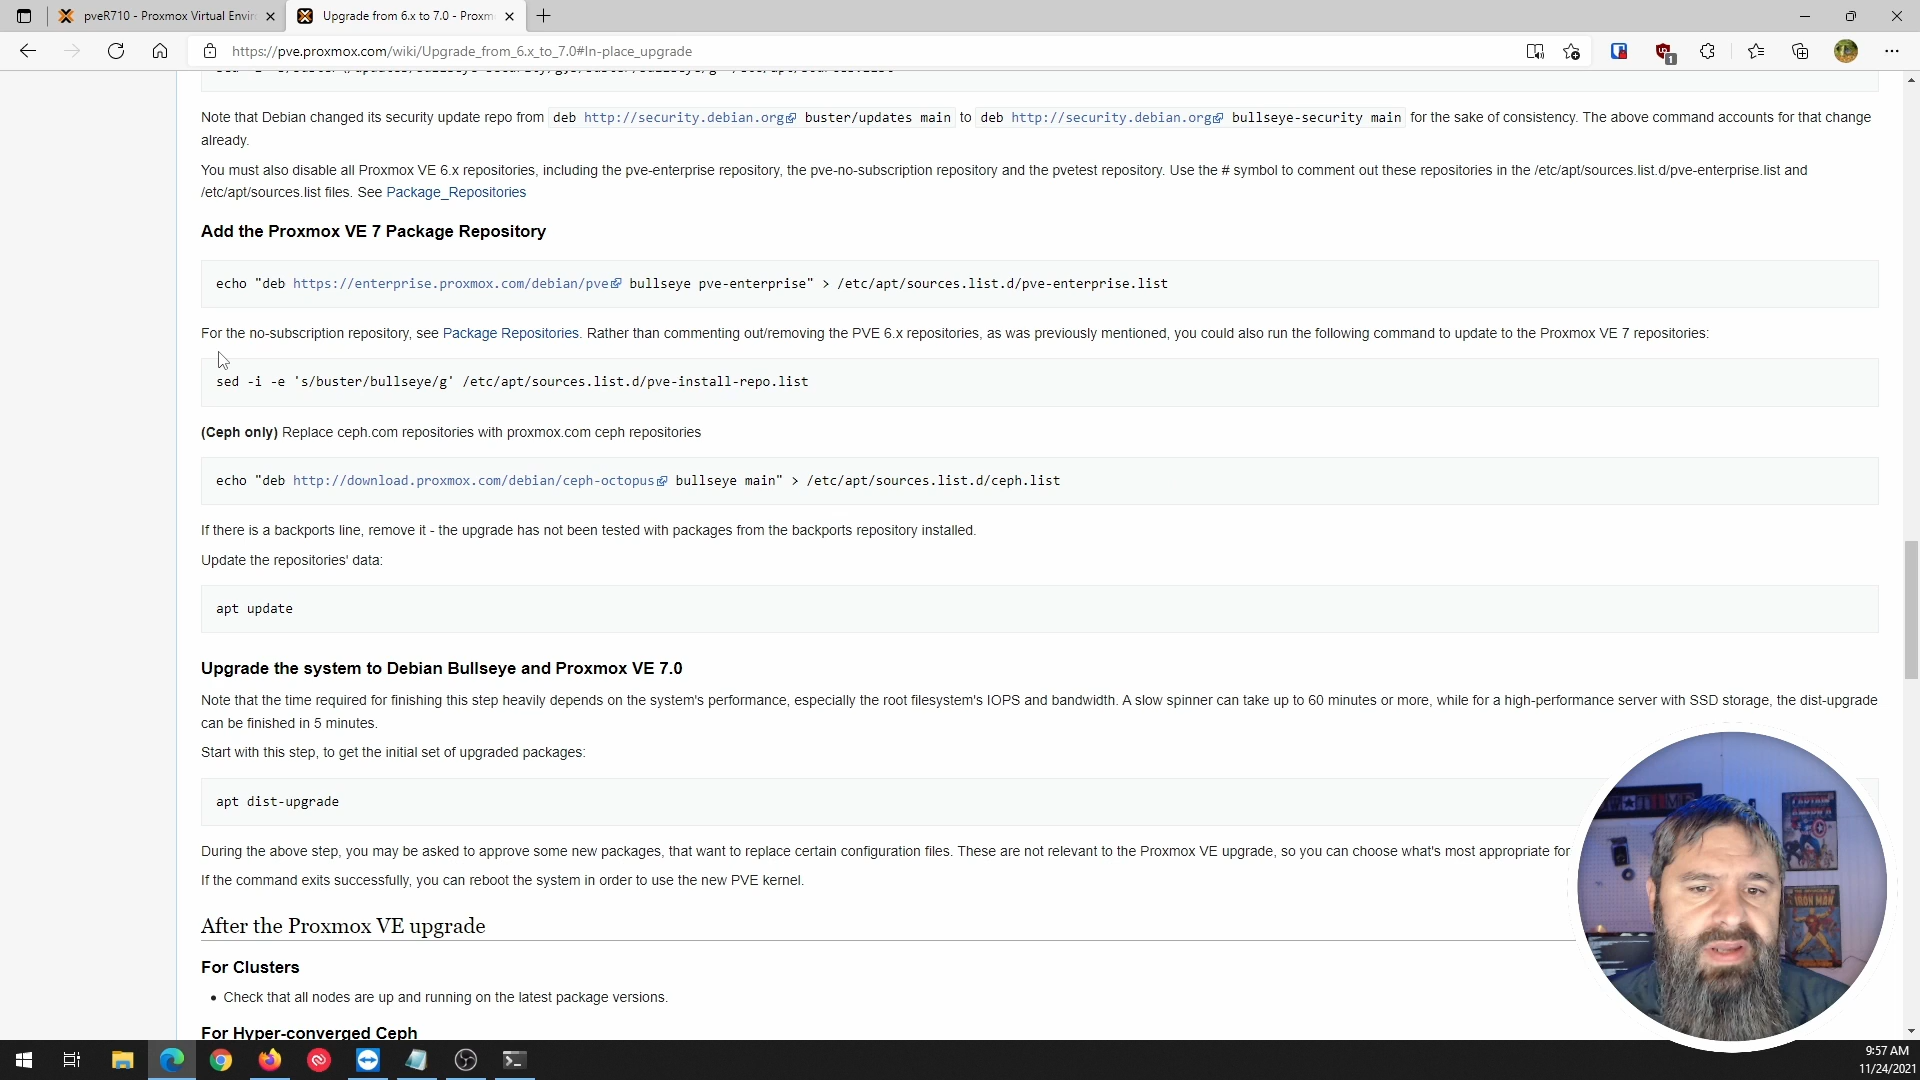 pveR710 - Proxmox Virtual Envir
Upgrade from 6.x to 7.0 - Proxm
https://pve.proxmox.com/wiki/Upgrade_from_6.x_to_7.0#In-place_upgrade
1
Note that Debian changed its security update repo from deb http://security.debian.org buster/updates main to deb http://security.debian.org bullseye-security main for the sake of consistency. The above command accounts for that change
already.
You must also disable all Proxmox VE 6.x repositories, including the pve-enterprise repository, the pve-no-subscription repository and the pvetest repository. Use the # symbol to comment out these repositories in the /etc/apt/sources.list.d/pve-enterprise.list and
/etc/apt/sources.list files. See Package_Repositories
Add the Proxmox VE 7 Package Repository
echo "deb https://enterprise.proxmox.com/debian/pve bullseye pve-enterprise" > /etc/apt/sources.list.d/pve-enterprise.list
For the no-subscription repository, see Package Repositories. Rather than commenting out/removing the PVE 6.x repositories, as was previously mentioned, you could also run the following command to update to the Proxmox VE 7 repositories:
sed -i -e 's/buster/bullseye/g' /etc/apt/sources.list.d/pve-install-repo.list
(Ceph only) Replace ceph.com repositories with proxmox.com ceph repositories
echo "deb http://download.proxmox.com/debian/ceph-octopus bullseye main" > /etc/apt/sources.list.d/ceph.list
If there is a backports line, remove it - the upgrade has not been tested with packages from the backports repository installed.
Update the repositories' data:
apt update
Upgrade the system to Debian Bullseye and Proxmox VE 7.0
Note that the time required for finishing this step heavily depends on the system's performance, especially the root filesystem's IOPS and bandwidth. A slow spinner can take up to 60 minutes or more, while for a high-performance server with SSD storage, the dist-upgrade
can be finished in 5 minutes.
Start with this step, to get the initial set of upgraded packages:
apt dist-upgrade
During the above step, you may be asked to approve some new packages, that want to replace certain configuration files. These are not relevant to the Proxmox VE upgrade, so you can choose what's most appropriate for
If the command exits successfully, you can reboot the system in order to use the new PVE kernel.
After the Proxmox VE upgrade
For Clusters
• Check that all nodes are up and running on the latest package versions.
For Hyper-converged Ceph
CAPTAIN
IRON MAN
9:57 AM
11/24/2021